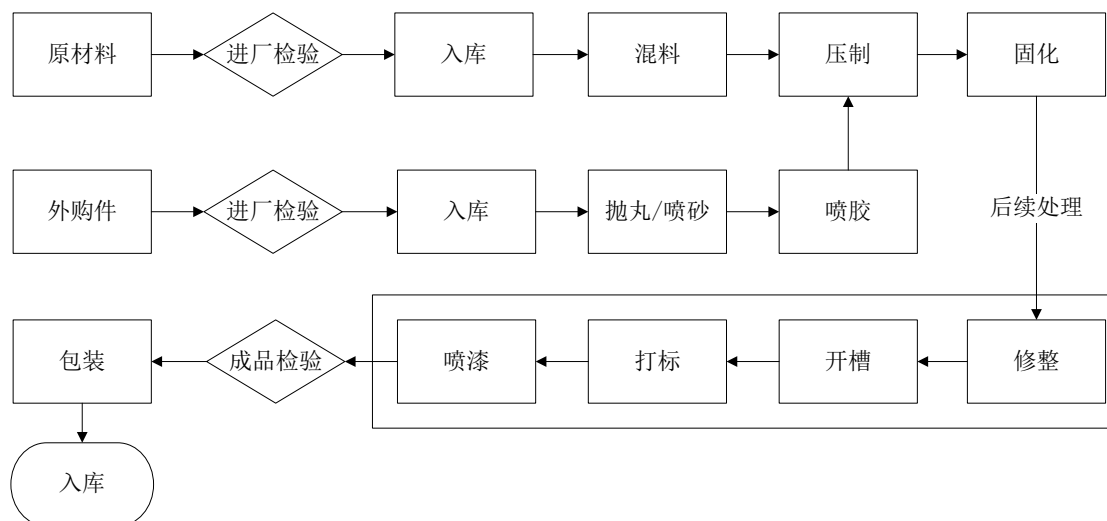 原材料
进厂检验
入库
混料
压制
固化
外购件
进厂检验
入库
抛丸/喷砂
喷胶
后续处理
包装
成品检验
喷漆
打标
开槽
修整
入库